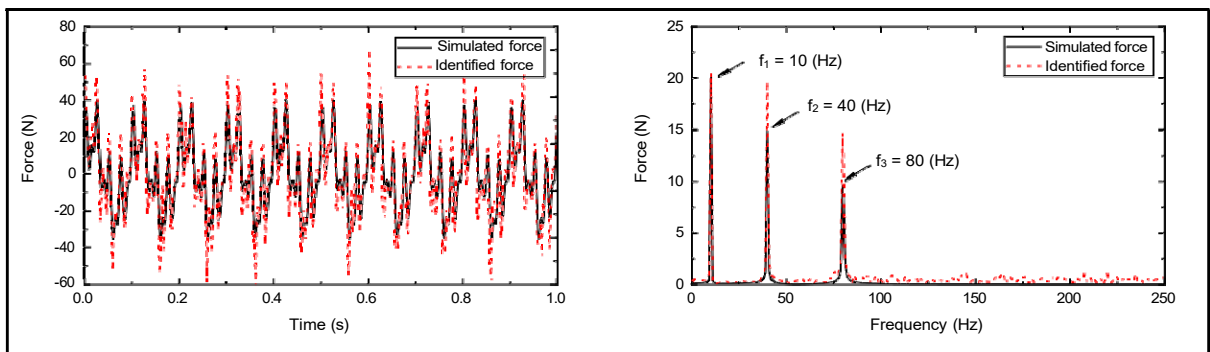 80
60
40
20
0
-20
-40
-60
Force (N)
Simulated force
Identified force
0.0 0.2 0.4 0.6 0.8 1.0
Time (s)
25
20
15
10
5
0
Force (N)
Simulated force
Identified force
f₁ = 10 (Hz)
f₂ = 40 (Hz)
f₃ = 80 (Hz)
0 50 100 150 200 250
Frequency (Hz)